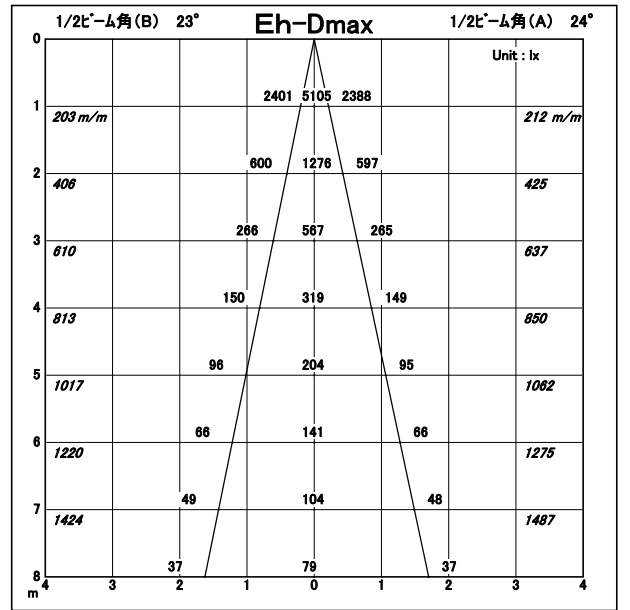 1/2ﾋﾞｰﾑ角(B) 23° Eh-Dmax 1/2ﾋﾞｰﾑ角(A) 24°
0
Unit : lx
2401 5105 2388
1
203 m/m 212 m/m
600 1276 597
2
406 425
266 567 265
3
610 637
150 319 149
4
813 850
96 204 95
5
1017 1062
66 141 66
6
1220 1275
49 104 48
7
1424 1487
37 79 37
8
m
4 3 2 1 0 1 2 3 4